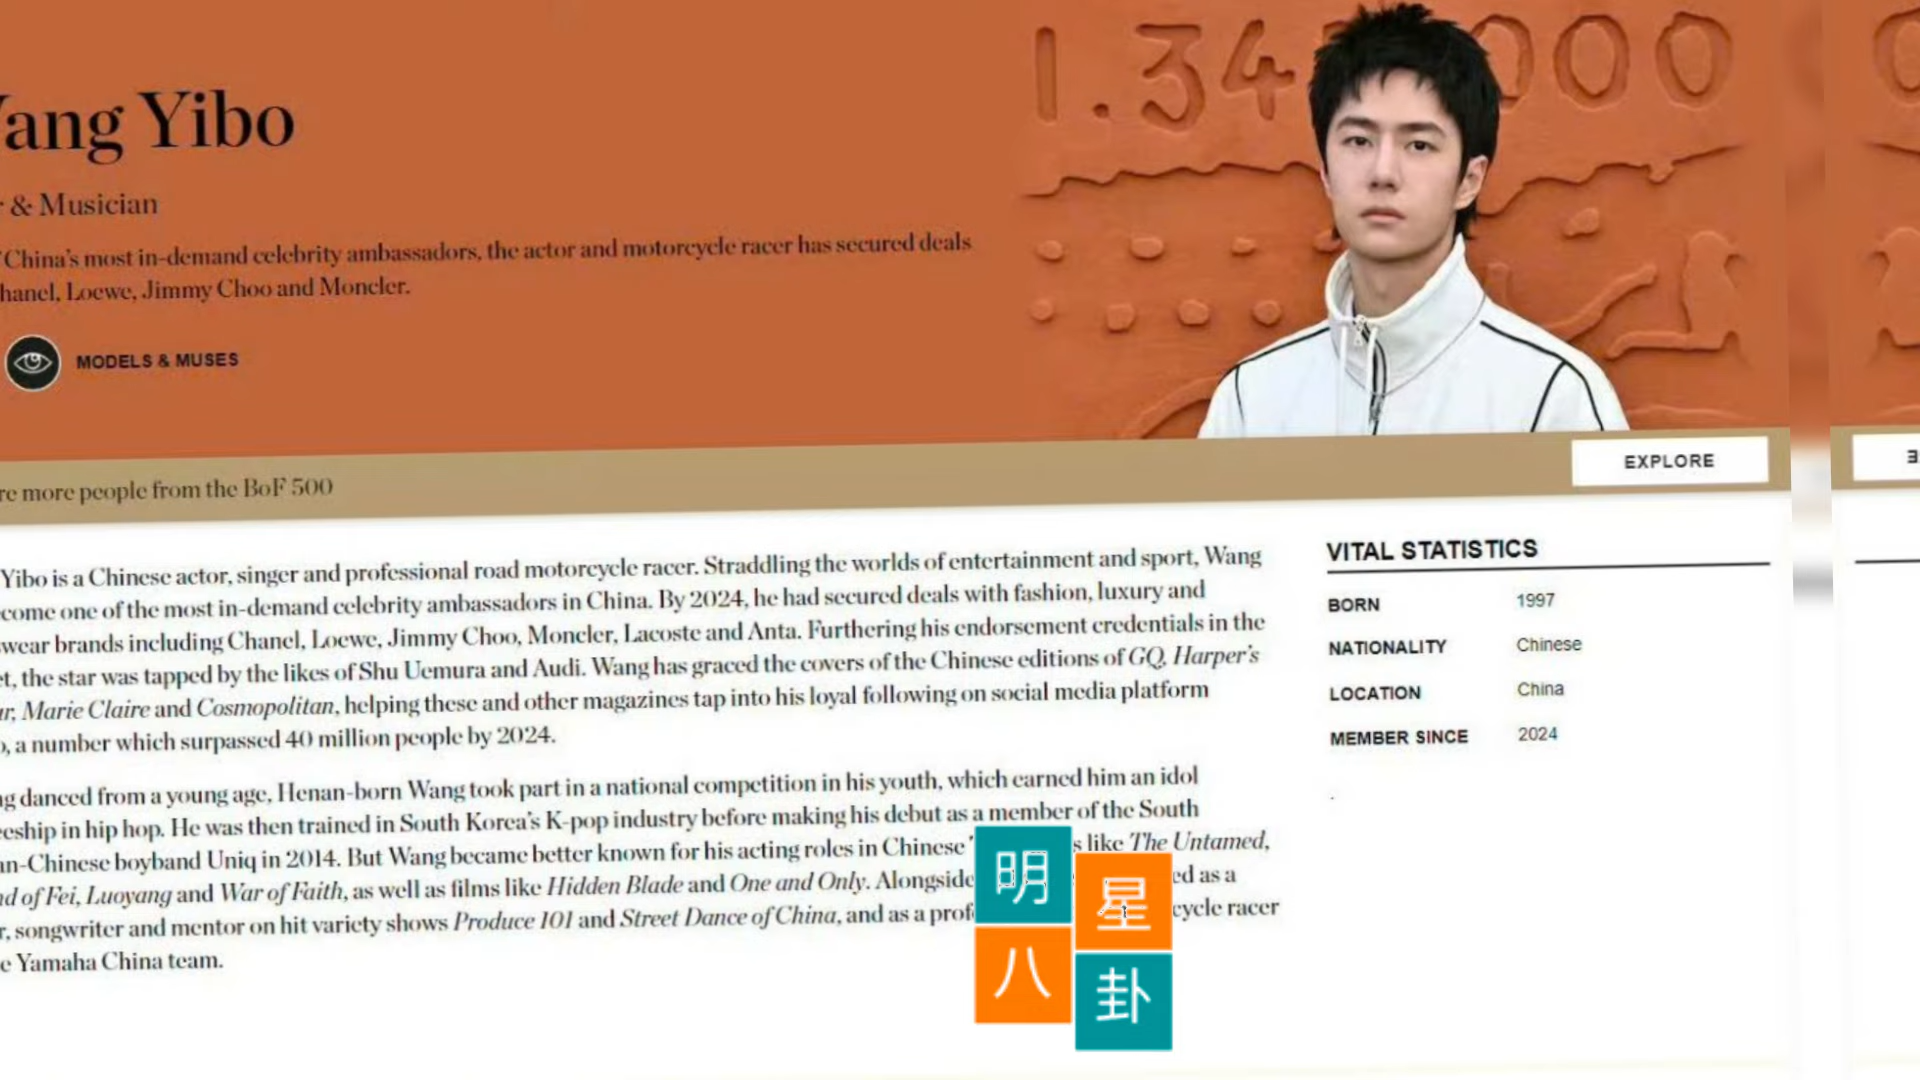 ang Yibo
& Musician
China's most in-demand celebrity ambassadors, the actor and motorcycle racer has secured deals
hanel, Loewe, Jimmy Choo and Moncler.
MODELS & MUSES
1.34 000
re more people from the BoF 500
EXPLORE
Yibo is a Chinese actor, singer and professional road motorcycle racer. Straddling the worlds of entertainment and sport, Wang
come one of the most in-demand celebrity ambassadors in China. By 2024, he had secured deals with fashion, luxury and
swear brands including Chanel, Loewe, Jimmy Choo, Moncler, Lacoste and Anta. Furthering his endorsement credentials in the
et, the star was tapped by the likes of Shu Uemura and Audi. Wang has graced the covers of the Chinese editions of GQ, Harper's
ar, Marie Claire and Cosmopolitan, helping these and other magazines tap into his loyal following on social media platform
o, a number which surpassed 40 million people by 2024.
g danced from a young age, Henan-born Wang took part in a national competition in his youth, which earned him an idol
eeship in hip hop. He was then trained in South Korea's K-pop industry before making his debut as a member of the South
an-Chinese boyband Uniq in 2014. But Wang became better known for his acting roles in Chinese s like The Untamed,
nd of Fei, Luoyang and War of Faith, as well as films like Hidden Blade and One and Only. Alongside ed as a
r, songwriter and mentor on hit variety shows Produce 101 and Street Dance of China, and as a prof cycle racer
e Yamaha China team.
VITAL STATISTICS
BORN 1997
NATIONALITY Chinese
LOCATION China
MEMBER SINCE 2024
明星
八卦